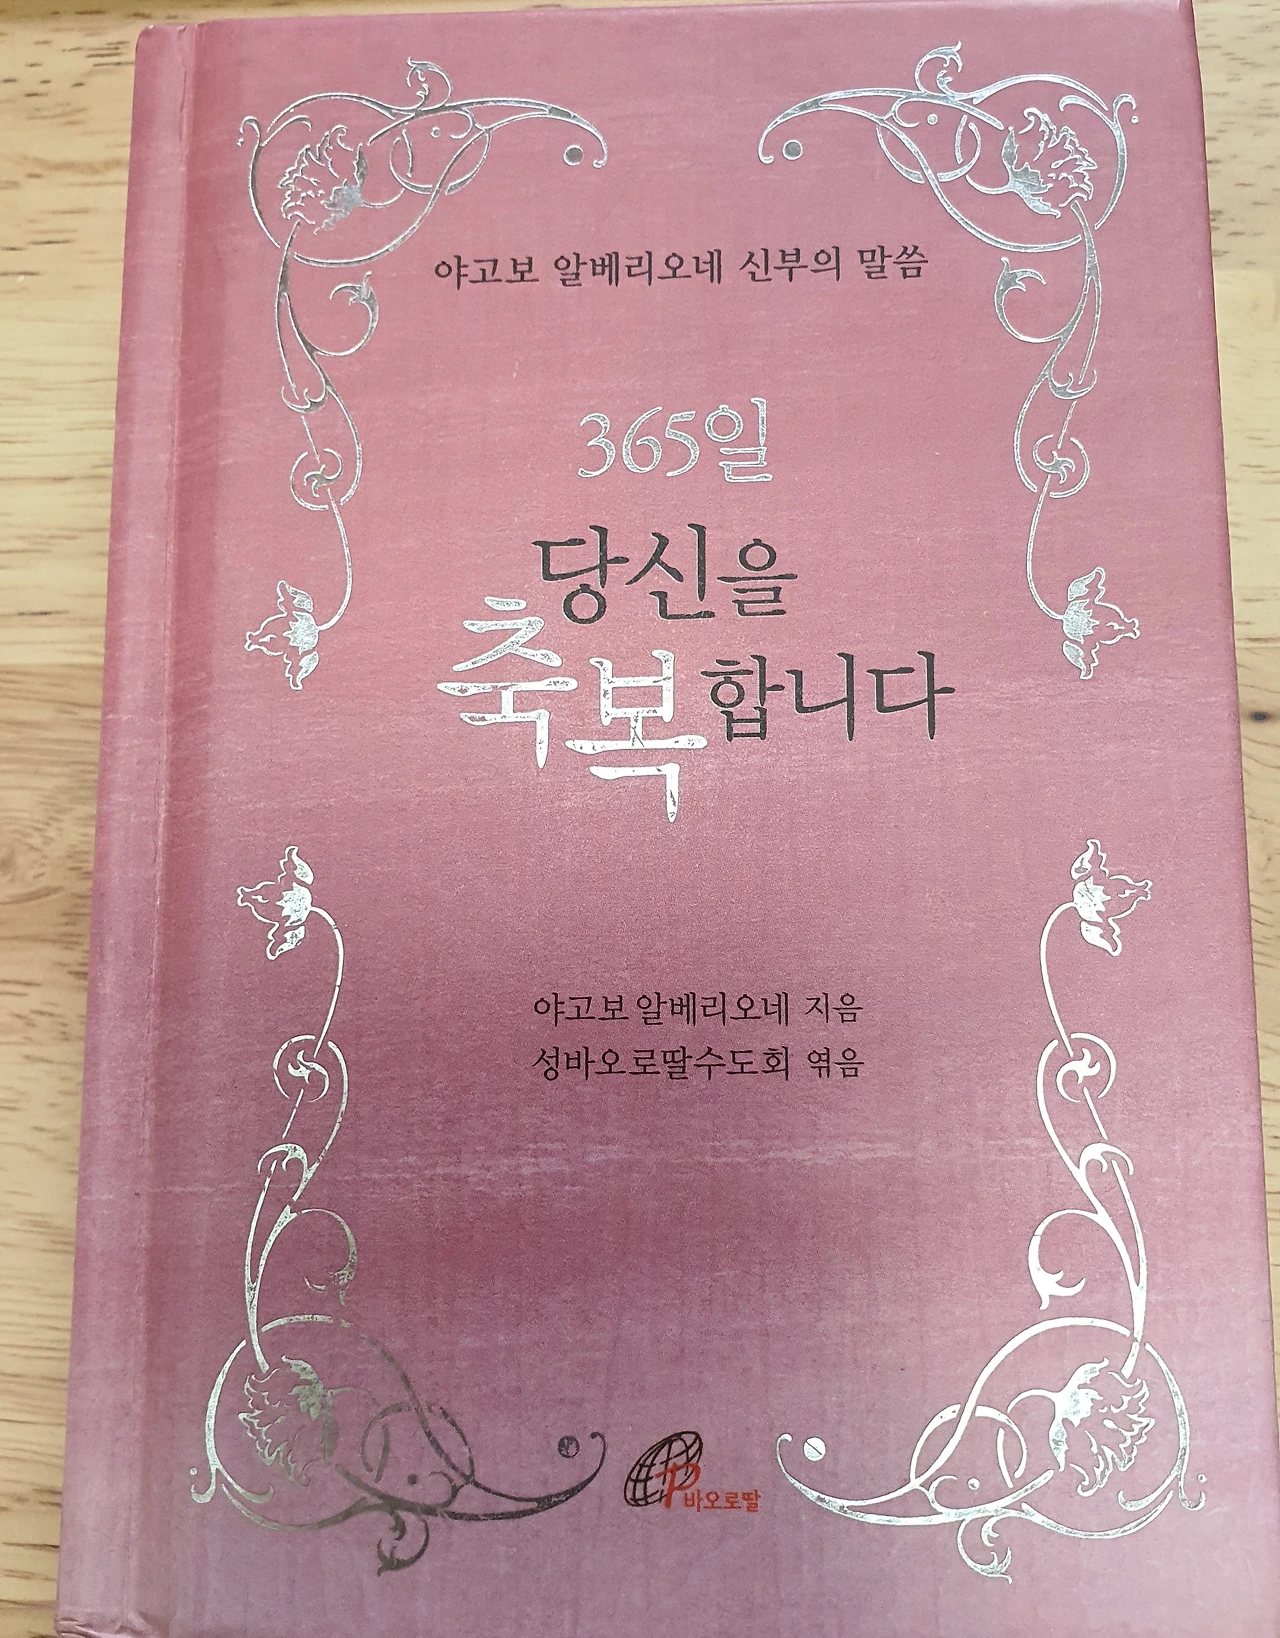 야고보 알베리오네 신부의 말씀
365일
당신을
축복합니다
야고보 알베리오네 지음
성바오로딸수도회 엮음
바오로딸